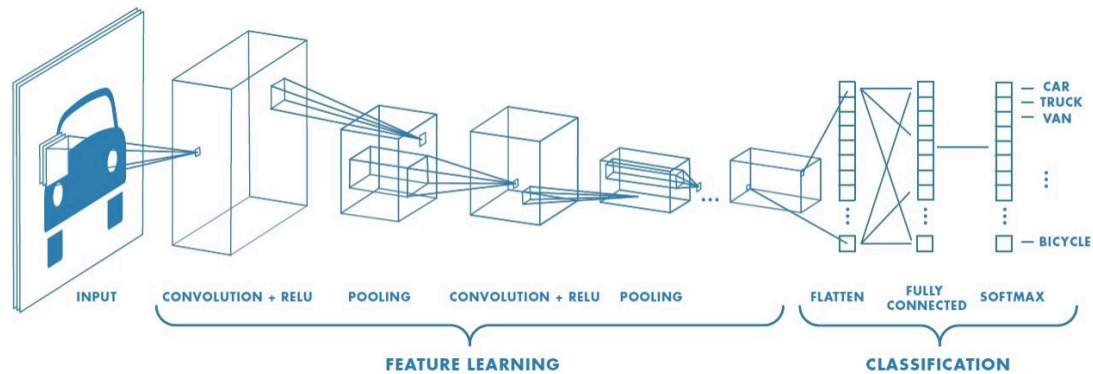 CAR
TRUCK
VAN
BICYCLE
INPUT
CONVOLUTION + RELU
POOLING
CONVOLUTION + RELU
POOLING
FLATTEN
FULLY
CONNECTED
SOFTMAX
FEATURE LEARNING
CLASSIFICATION